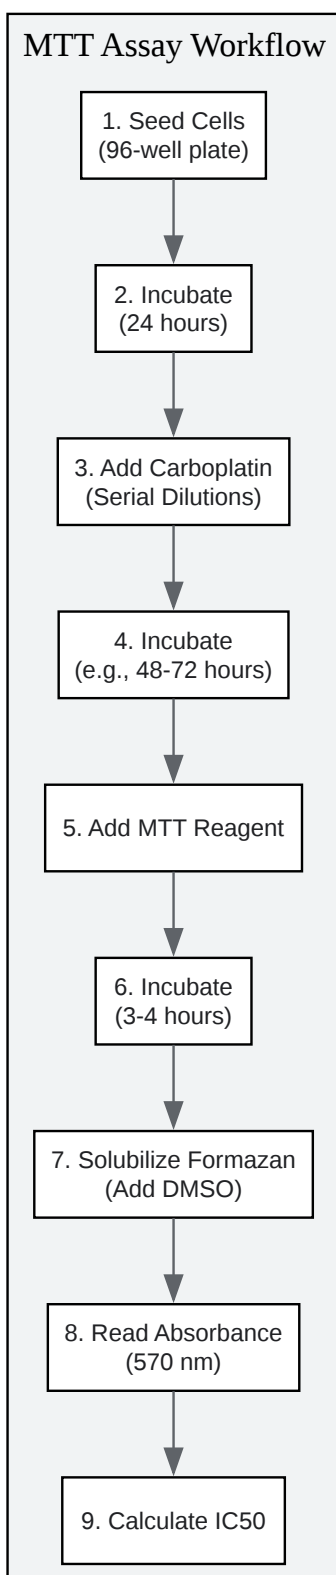 MTT Assay Workflow
1. Seed Cells
(96-well plate)
2. Incubate
(24 hours)
3. Add Carboplatin
(Serial Dilutions)
4. Incubate
(e.g., 48-72 hours)
5. Add MTT Reagent
6. Incubate
(3-4 hours)
7. Solubilize Formazan
(Add DMSO)
8. Read Absorbance
(570 nm)
9. Calculate IC50